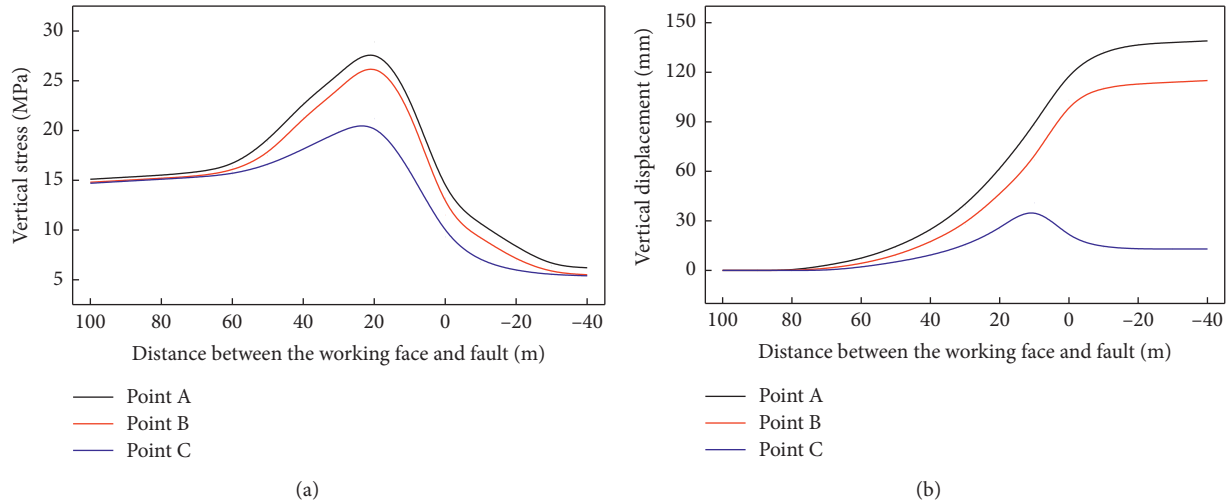 30
25
20
15
10
5
Vertical stress (MPa)
100 80 60 40 20 0 –20 –40
Distance between the working face and fault (m)
Point A
Point B
Point C
(a)
150
120
90
60
30
0
Vertical displacement (mm)
100 80 60 40 20 0 –20 –40
Distance between the working face and fault (m)
Point A
Point B
Point C
(b)